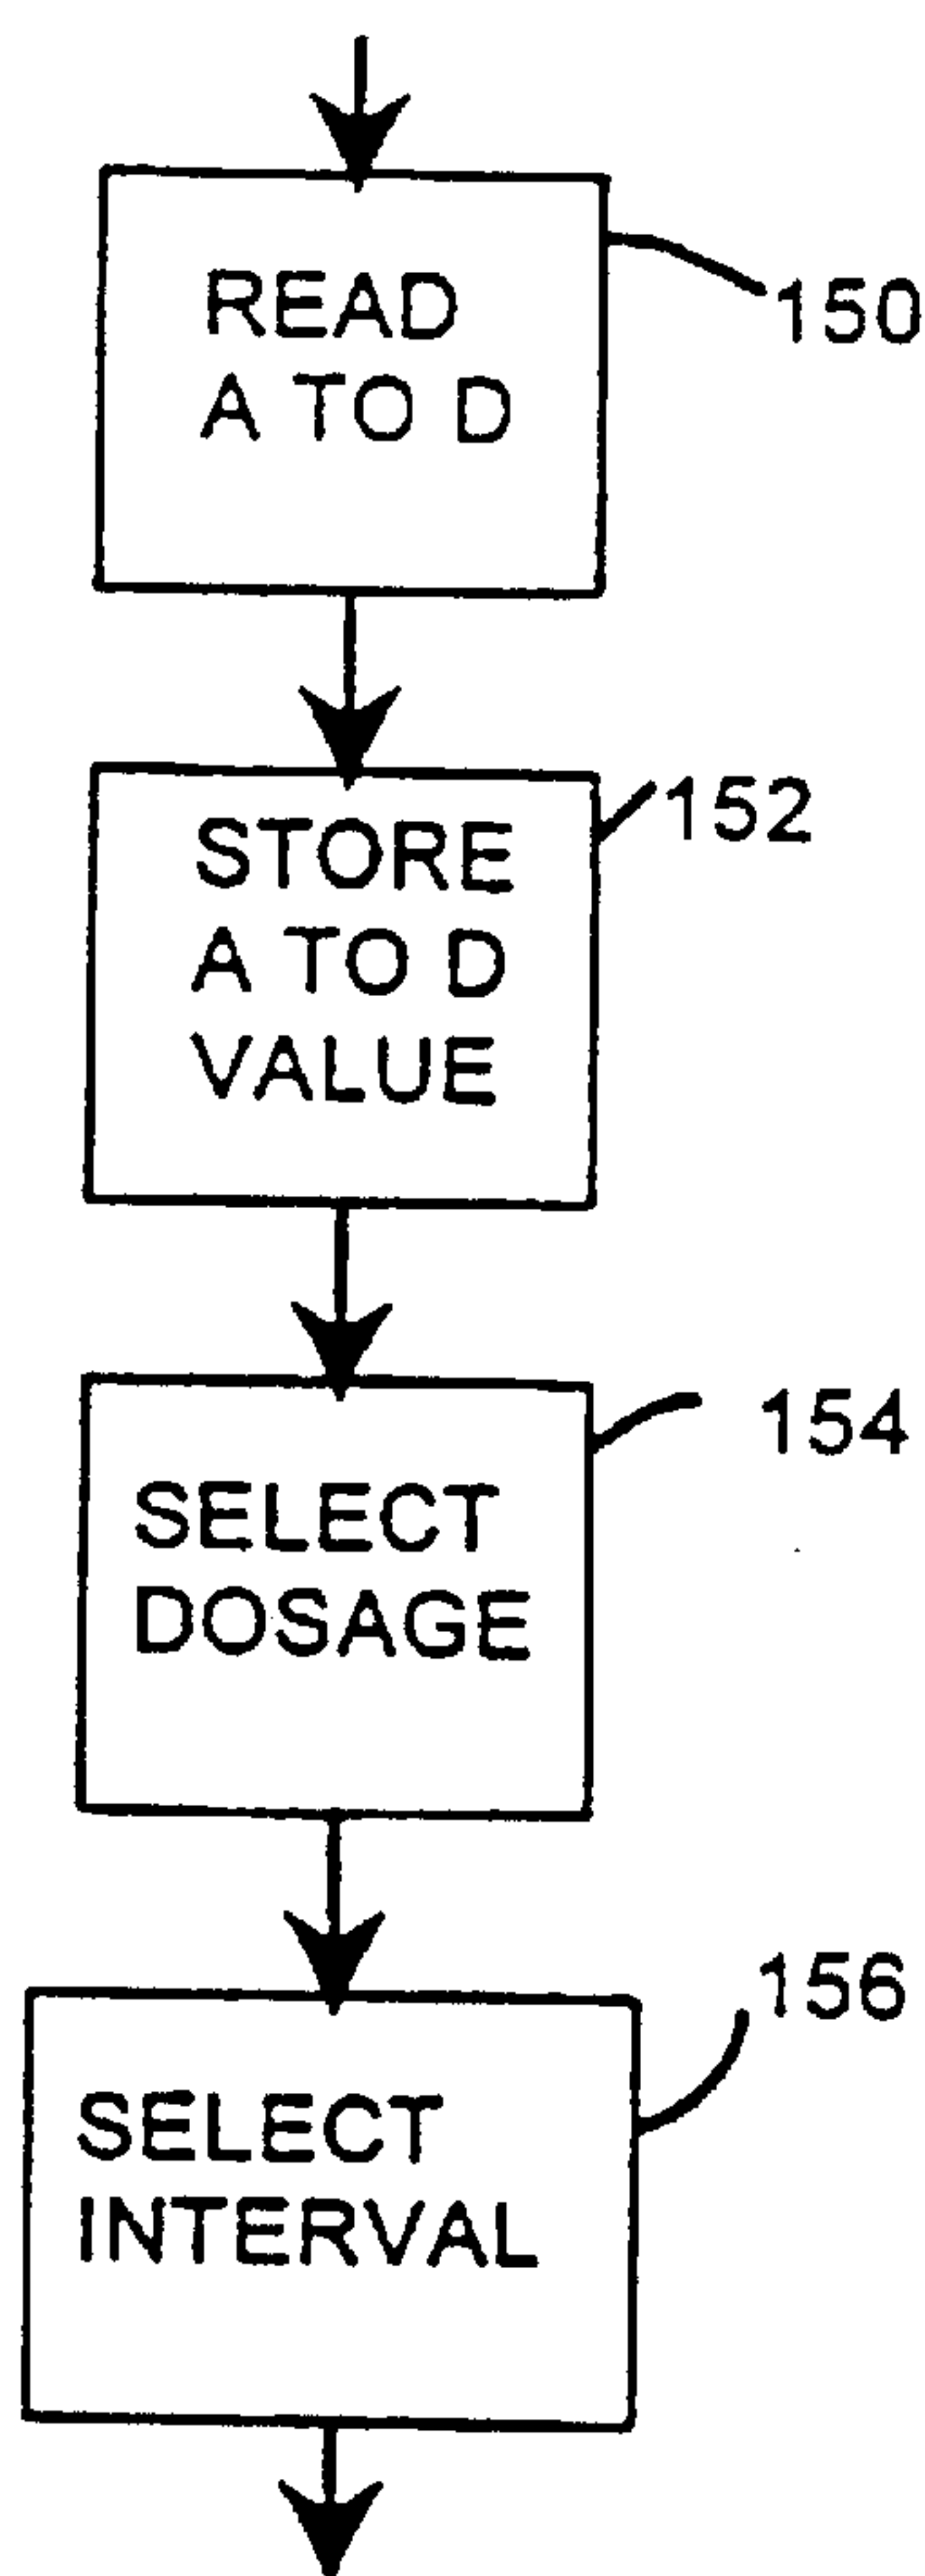 READ
A TO D
150
STORE
A TO D
VALUE
152
SELECT
DOSAGE
154
SELECT
INTERVAL
156